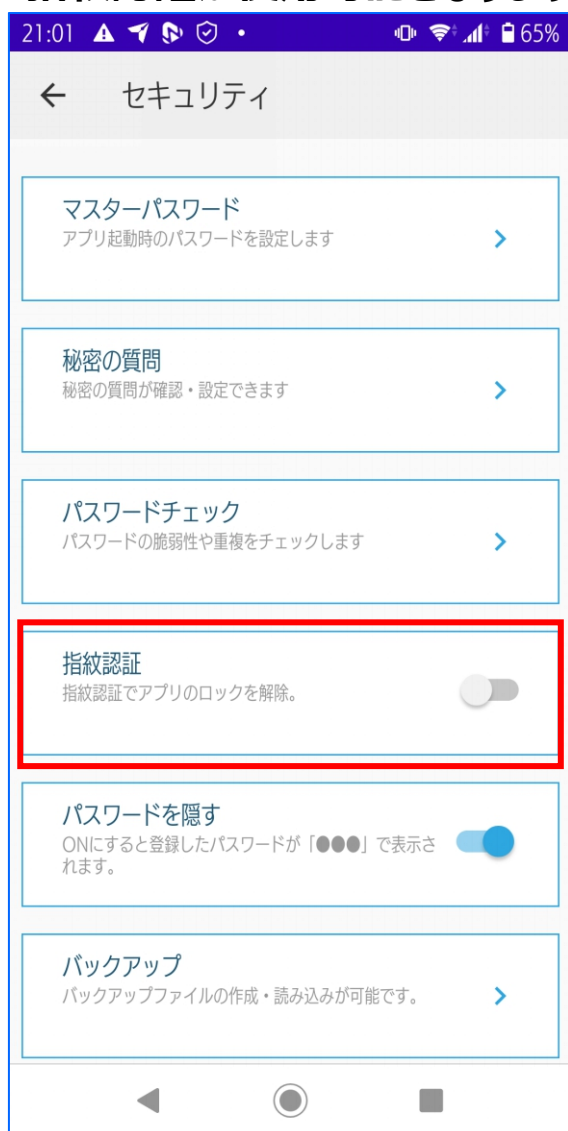 21:01
65%
セキュリティ
マスターパスワード
アプリ起動時のパスワードを設定します
秘密の質問
秘密の質問が確認・設定できます
パスワードチェック
パスワードの脆弱性や重複をチェックします
指紋認証
指紋認証でアプリのロックを解除。
パスワードを隠す
ONにすると登録したパスワードが「●●●」で表示さ
れます。
バックアップ
バックアップファイルの作成・読み込みが可能です。